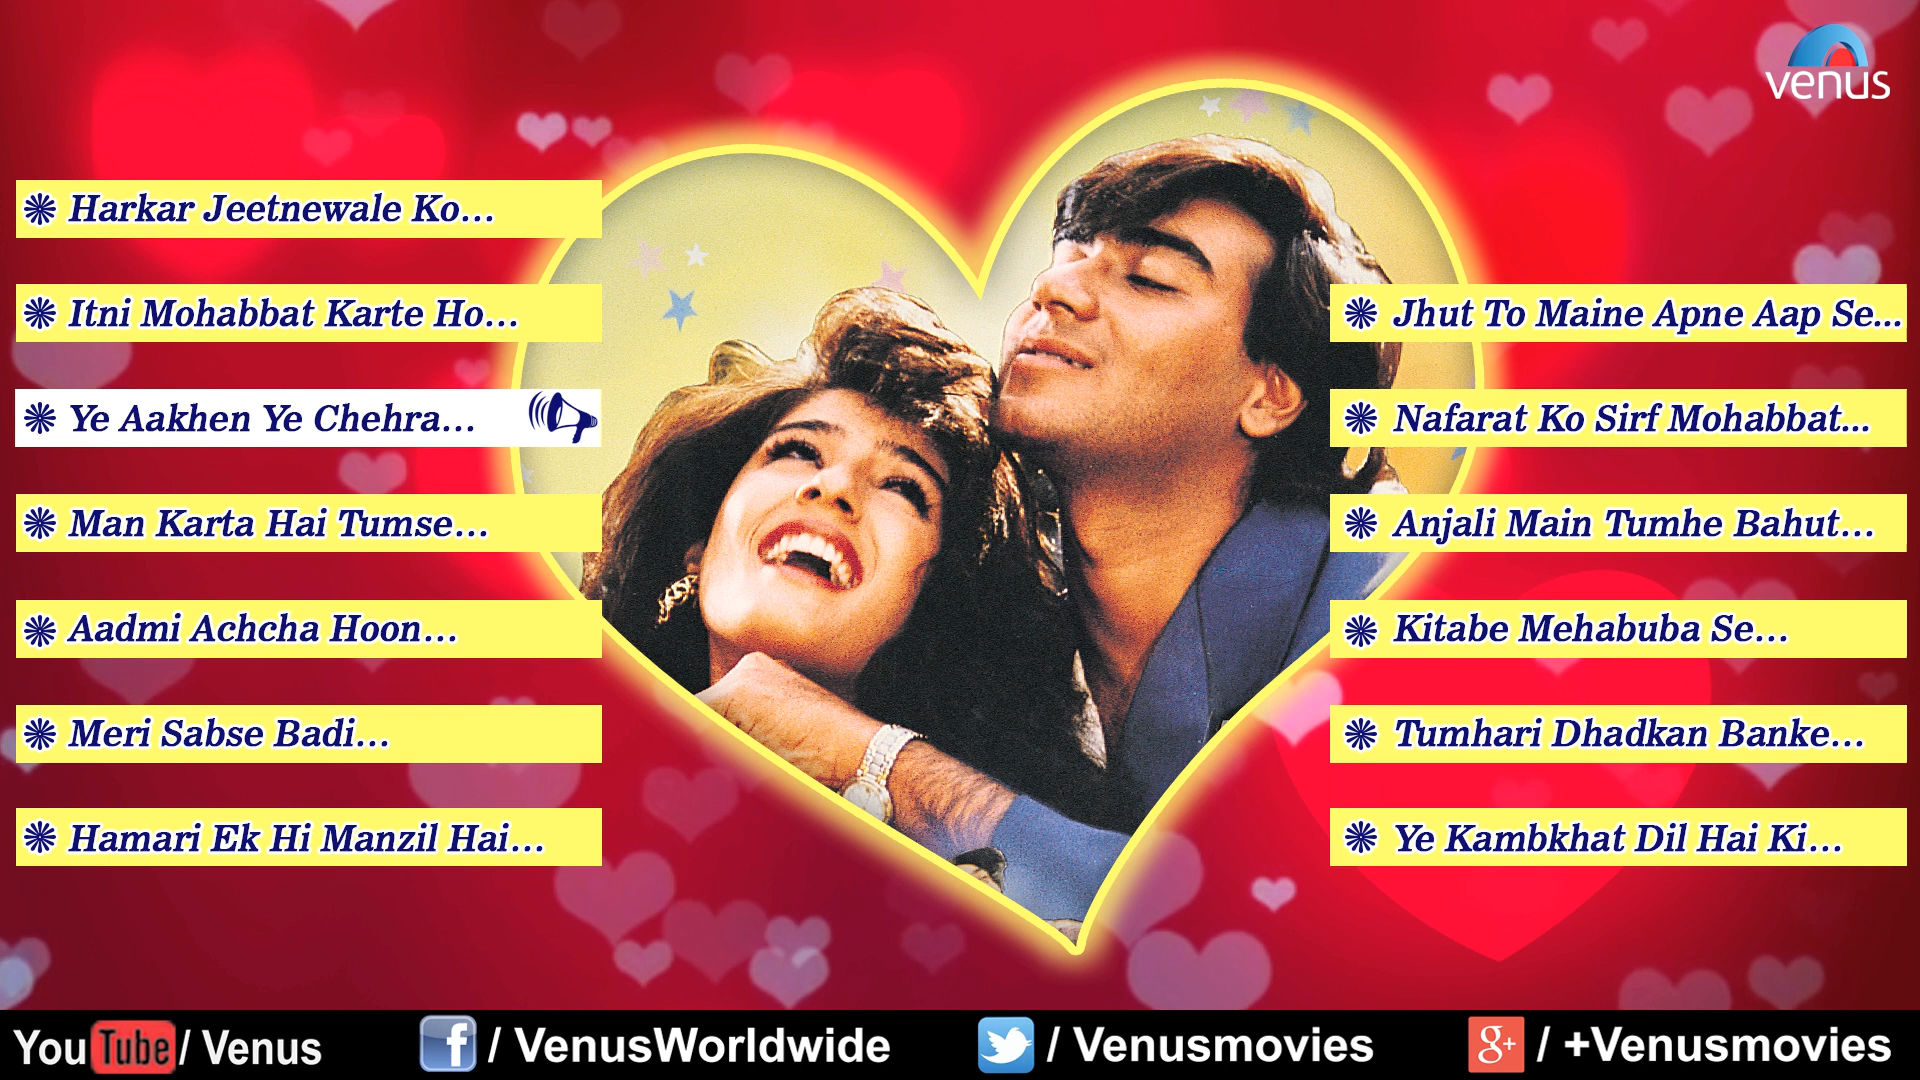 venus
Harkar Jeetnewale Ko...
Itni Mohabbat Karte Ho...
Ye Aakhen Ye Chehra...
Man Karta Hai Tumse...
Aadmi Achcha Hoon...
Meri Sabse Badi...
Hamari Ek Hi Manzil Hai...
Jhut To Maine Apne Aap Se...
Nafarat Ko Sirf Mohabbat...
Anjali Main Tumhe Bahut...
Kitabe Mehabuba Se...
Tumhari Dhadkan Banke...
Ye Kambkhat Dil Hai Ki...
YouTube / Venus
f / VenusWorldwide
/ Venusmovies
g+ / +Venusmovies